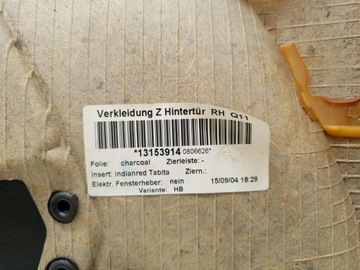 Verkleidung Z Hintertür RH Q11
*13153914 0806626*
Folie: charcoal Zierleiste: -
Insert: indianred Tabita Ziern.:
Elektr. Fensterheber: nein 15/09/04 18:29
Variante: HB